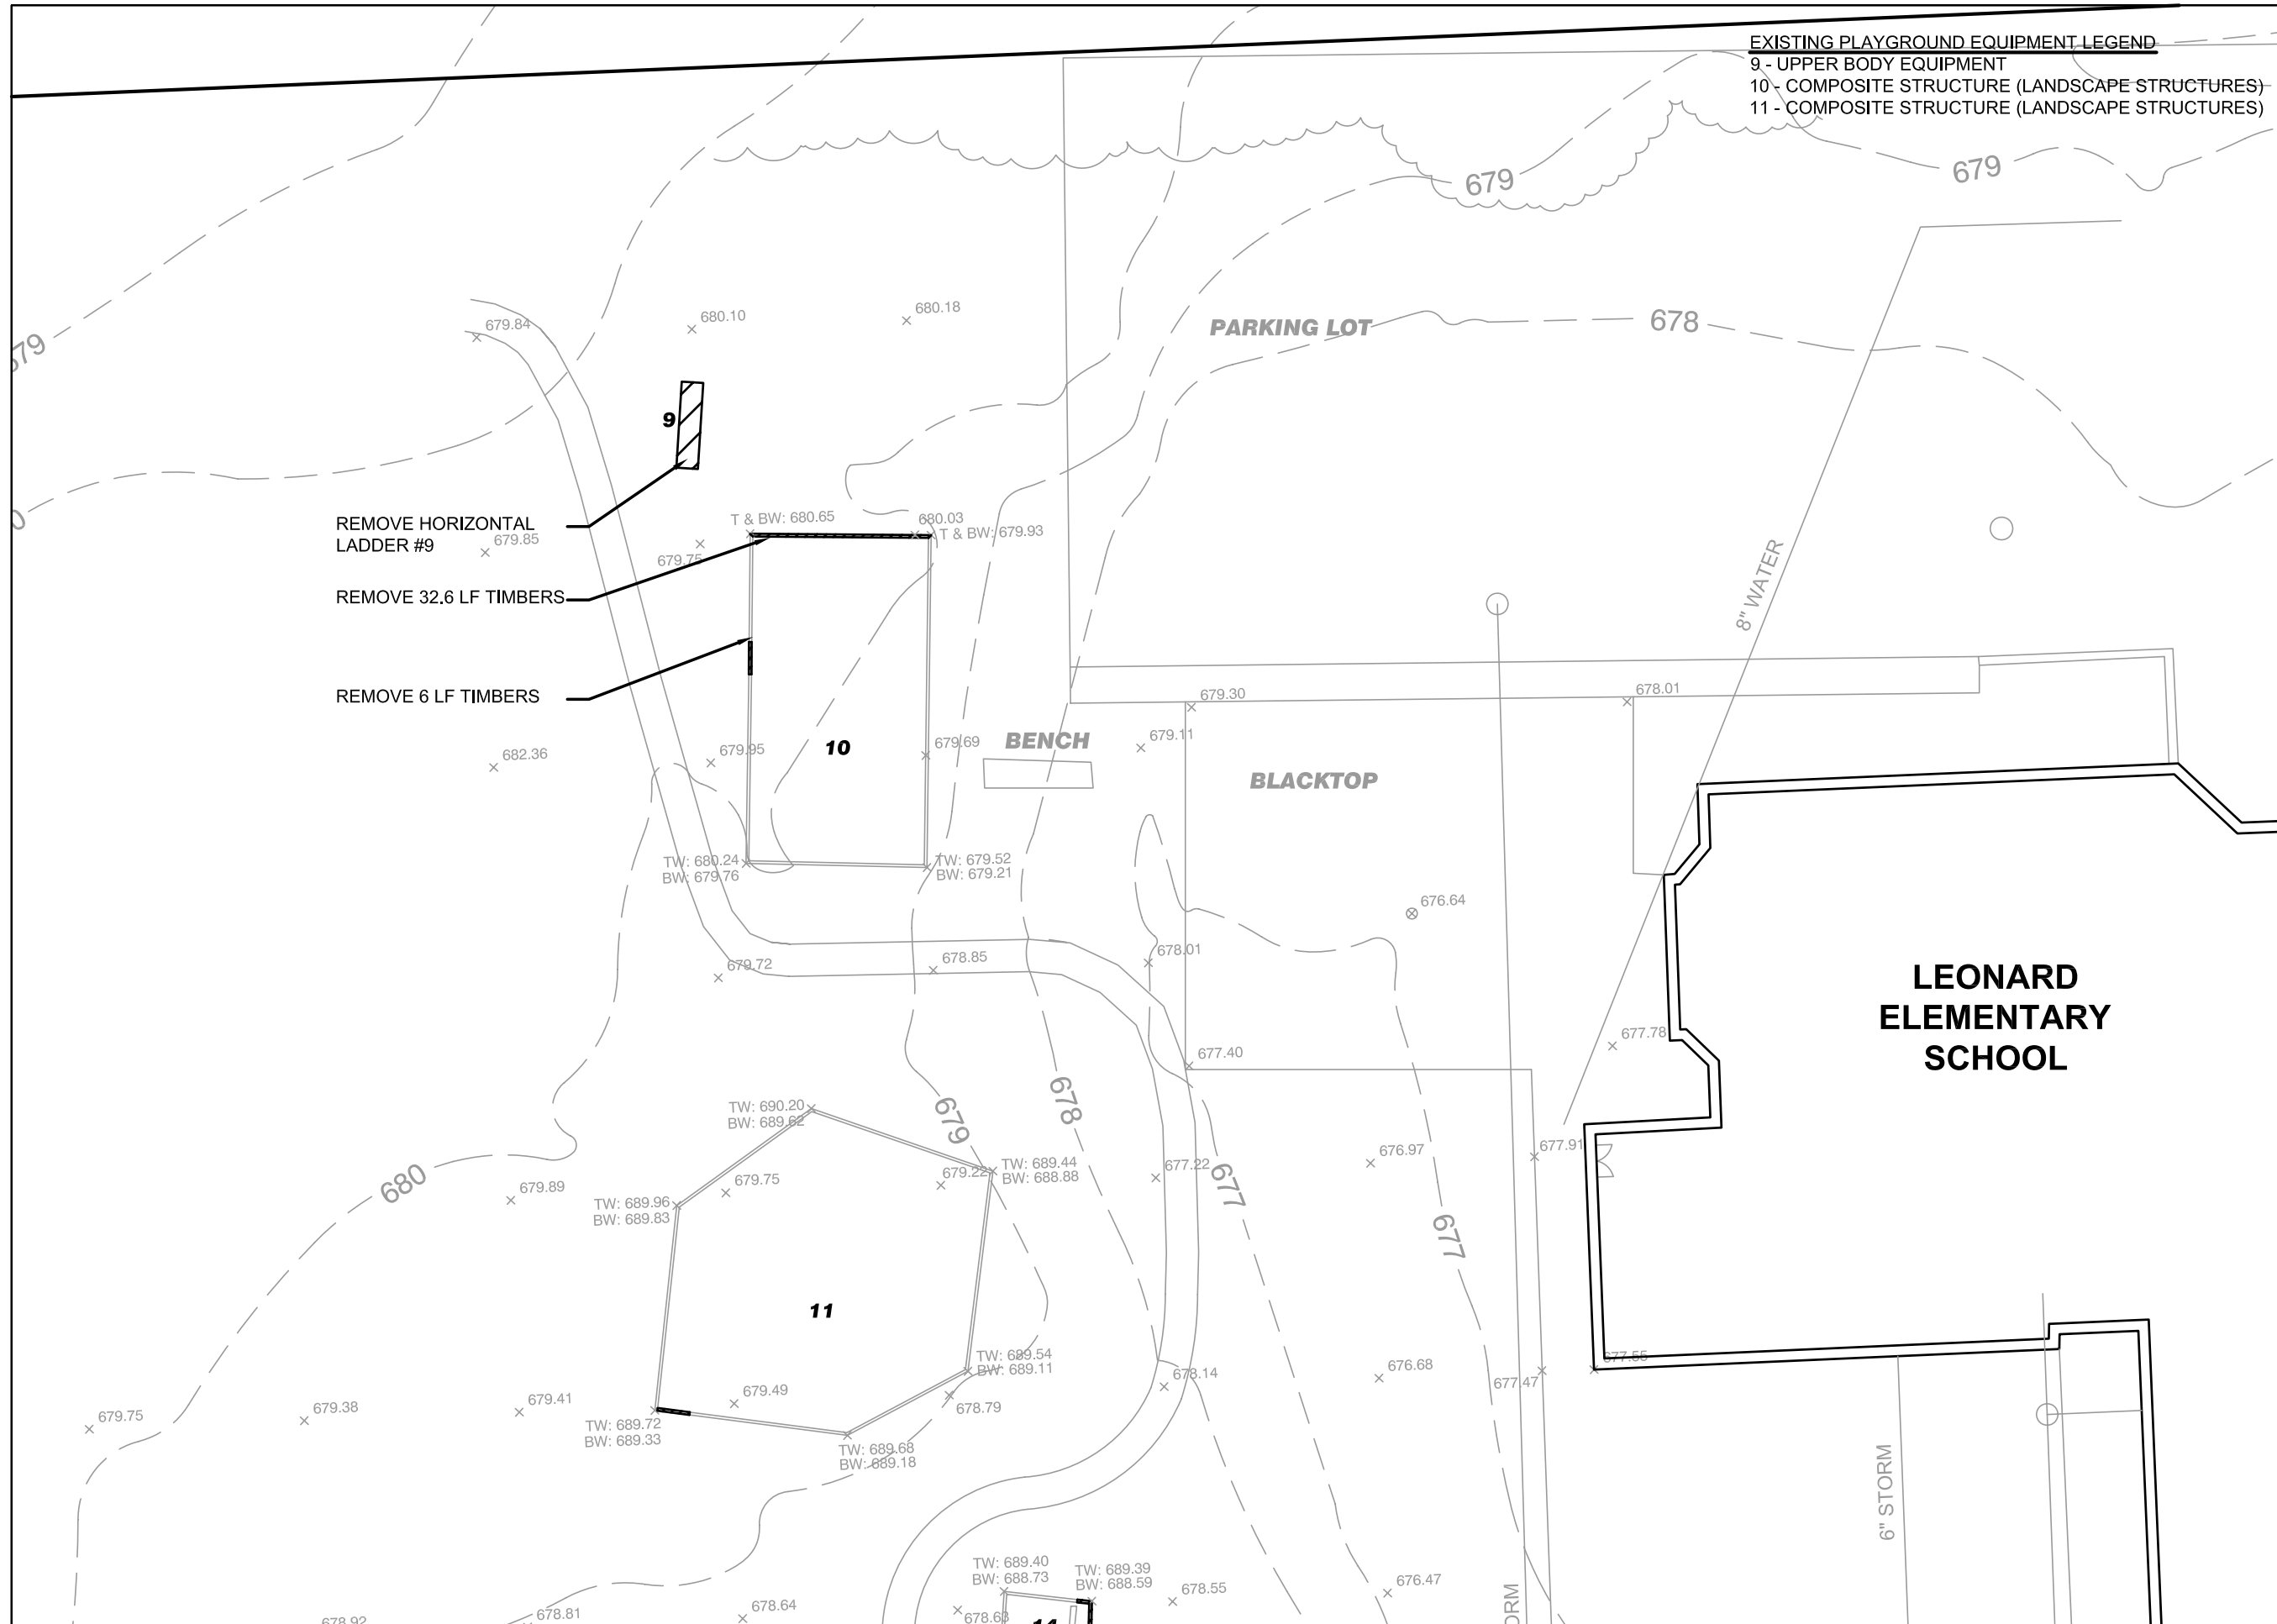 EXISTING PLAYGROUND EQUIPMENT LEGEND
9 - UPPER BODY EQUIPMENT
10 - COMPOSITE STRUCTURE (LANDSCAPE STRUCTURES)
11 - COMPOSITE STRUCTURE (LANDSCAPE STRUCTURES)
679
679
679
678
PARKING LOT
679.84
680.10
680.18
9
REMOVE HORIZONTAL
LADDER #9
679.85
T & BW: 680.65
680.03
T & BW: 679.93
679.75
REMOVE 32.6 LF TIMBERS
8" WATER
REMOVE 6 LF TIMBERS
679.30
678.01
682.36
679.95
10
679.69
BENCH
679.11
BLACKTOP
TW: 680.24
BW: 679.76
TW: 679.52
BW: 679.21
676.64
679.72
678.85
678.01
LEONARD
ELEMENTARY
SCHOOL
677.78
677.40
TW: 690.20
BW: 689.62
679
678
677.91
680
679.89
TW: 689.96
BW: 689.83
679.75
679.22
TW: 689.44
BW: 688.88
677.22
677
676.97
677
11
TW: 689.54
BW: 689.11
678.14
676.68
677.47
677.55
679.75
679.38
679.41
679.49
678.79
TW: 689.72
BW: 689.33
TW: 689.68
BW: 689.18
6" STORM
TW: 689.40
BW: 688.73
TW: 689.39
BW: 688.59
678.55
676.47
678.92
678.81
678.64
678.63